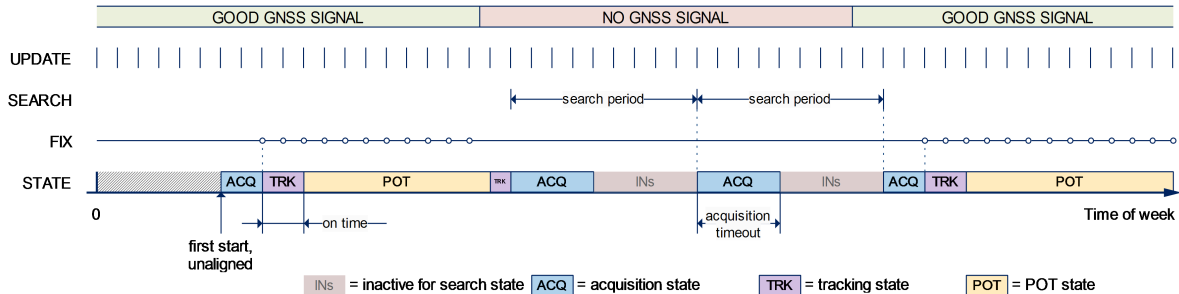 GOOD GNSS SIGNAL NO GNSS SIGNAL GOOD GNSS SIGNAL
UPDATE
SEARCH search period search period
FIX
STATE ACQ TRK POT TRK ACQ INs ACQ INs ACQ TRK POT
0 on time acquisition Time of week
timeout
first start,
unaligned
INs = inactive for search state ACQ = acquisition state TRK = tracking state POT = POT state